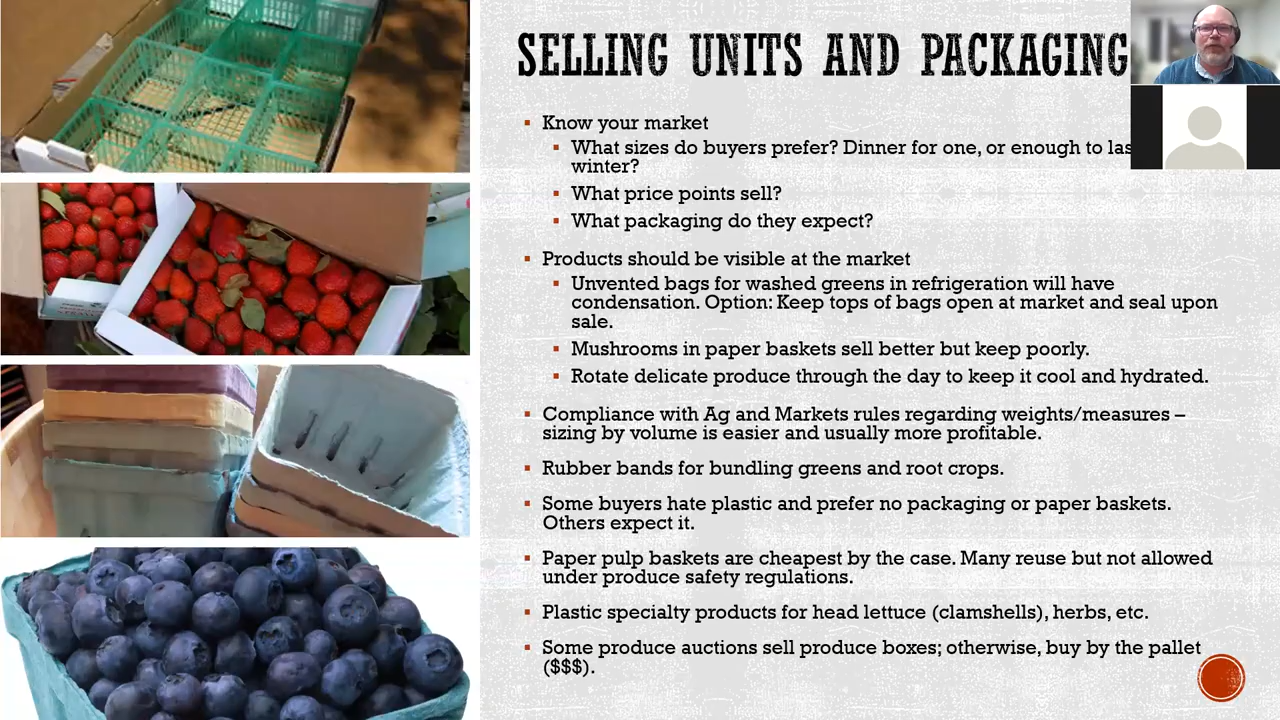 SELLING UNITS AND PACKAGING
Know your market
What sizes do buyers prefer? Dinner for one, or enough to
winter?
What price points sell?
What packaging do they expect?
Products should be visible at the market
Unvented bags for washed greens in refrigeration will have
condensation. Option: Keep tops of bags open at market and seal upon
sale.
Mushrooms in paper baskets sell better but keep poorly.
Rotate delicate produce through the day to keep it cool and hydrated.
Compliance with Ag and Markets rules regarding weights/measures –
sizing by volume is easier and usually more profitable.
Rubber bands for bundling greens and root crops.
Some buyers hate plastic and prefer no packaging or paper baskets.
Others expect it.
Paper pulp baskets are cheapest by the case. Many reuse but not allowed
under produce safety regulations.
Plastic specialty products for head lettuce (clamshells), herbs, etc.
Some produce auctions sell produce boxes; otherwise, buy by the pallet
($$$).